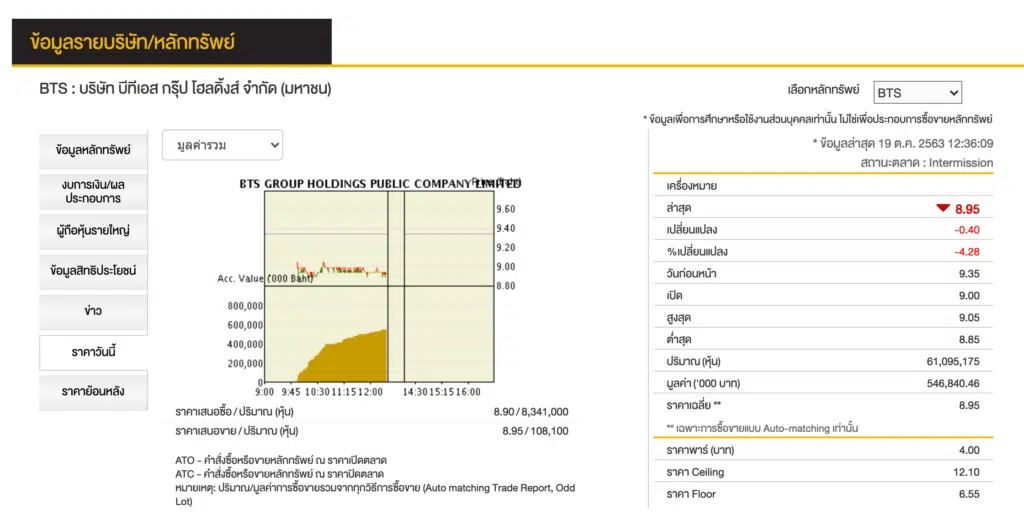 ข้อมูลรายบริษัท/หลักทรัพย์
BTS : บริษัท บีทีเอส กรุ๊ป โฮลดิ้งส์ จำกัด (มหาชน)
เลือกหลักทรัพย์ BTS
* ข้อมูลเพื่อการศึกษาหรือใช้งานส่วนบุคคลเท่านั้น ไม่ใช่เพื่อประกอบการซื้อขายหลักทรัพย์
* ข้อมูลล่าสุด 19 ต.ค. 2563 12:36:09
สถานะตลาด : Intermission
ข้อมูลหลักทรัพย์
งบการเงิน/ผล
ประกอบการ
ผู้ถือหุ้นรายใหญ่
ข้อมูลสิทธิประโยชน์
ข่าว
ราคาวันนี้
ราคาย้อนหลัง
มูลค่ารวม
BTS GROUP HOLDINGS PUBLIC COMPANY LIMITED
9.60
9.40
9.20
9.00
8.80
Acc. Value ('000 Baht)
800,000
600,000
400,000
200,000
0
9:00 9:45 10:30 11:15 12:00 14:30 15:15 16:00
ราคาเสนอซื้อ / ปริมาณ (หุ้น) 8.90 / 8,341,000
ราคาเสนอขาย / ปริมาณ (หุ้น) 8.95 / 108,100
ATO - คำสั่งซื้อหรือขายหลักทรัพย์ ณ ราคาเปิดตลาด
ATC - คำสั่งซื้อหรือขายหลักทรัพย์ ณ ราคาปิดตลาด
หมายเหตุ: ปริมาณ/มูลค่าการซื้อขายรวมจากทุกวิธีการซื้อขาย (Auto matching Trade Report, Odd
Lot)
เครื่องหมาย
ล่าสุด 8.95
เปลี่ยนแปลง -0.40
%เปลี่ยนแปลง -4.28
วันก่อนหน้า 9.35
เปิด 9.00
สูงสุด 9.05
ต่ำสุด 8.85
ปริมาณ (หุ้น) 61,095,175
มูลค่า ('000 บาท) 546,840.46
ราคาเฉลี่ย ** 8.95
** เฉพาะการซื้อขายแบบ Auto-matching เท่านั้น
ราคาพาร์ (บาท) 4.00
ราคา Ceiling 12.10
ราคา Floor 6.55